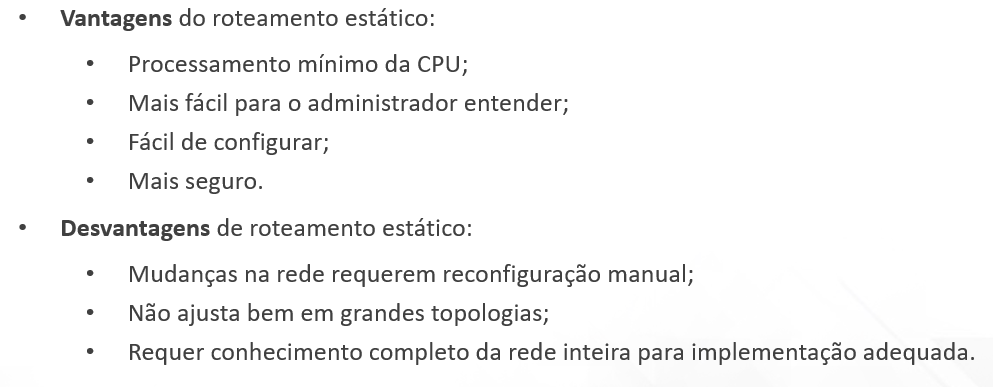 • Vantagens do roteamento estático:
• Processamento mínimo da CPU;
• Mais fácil para o administrador entender;
• Fácil de configurar;
• Mais seguro.
• Desvantagens de roteamento estático:
• Mudanças na rede requerem reconfiguração manual;
• Não ajusta bem em grandes topologias;
• Requer conhecimento completo da rede inteira para implementação adequada.